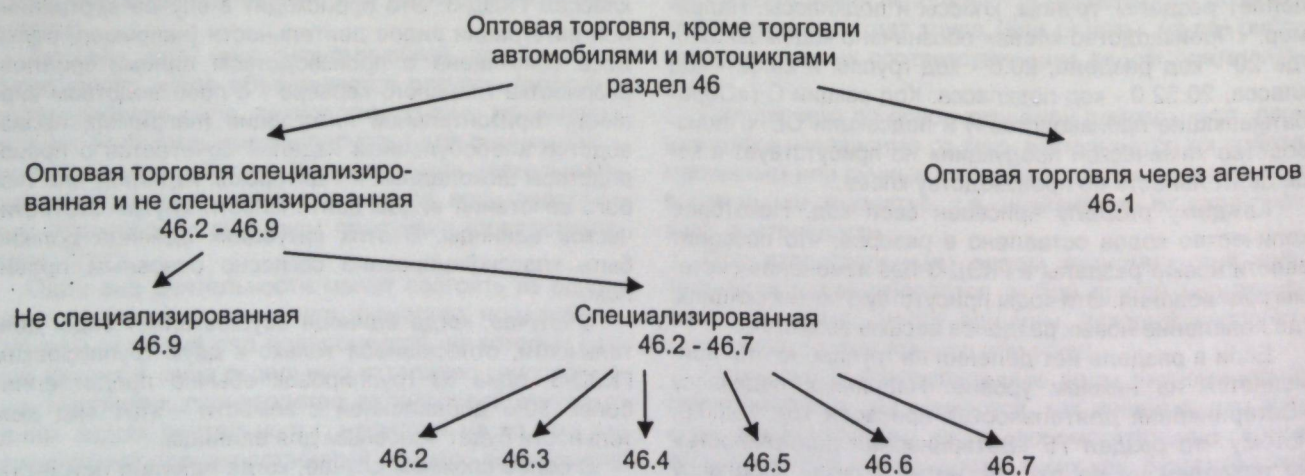 Оптовая торговля, кроме торговли
автомобилями и мотоциклами
раздел 46
Оптовая торговля специализиро-
ванная и не специализированная
46.2 - 46.9
Оптовая торговля через агентов
46.1
Не специализированная
46.9
Специализированная
46.2 - 46.7
46.2 46.3 46.4 46.5 46.6 46.7